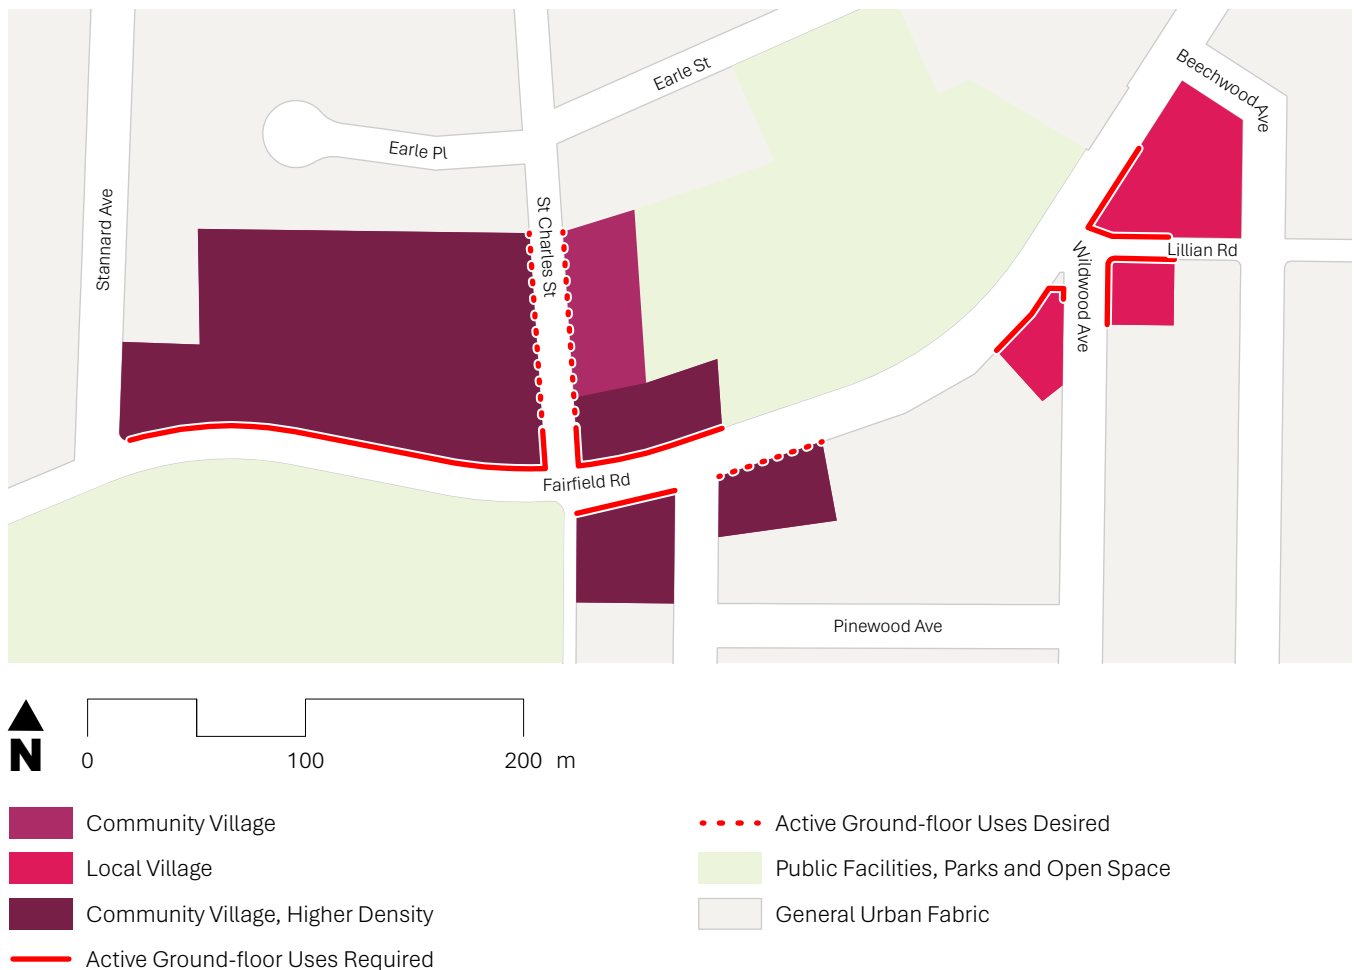 Beechwood Ave
Earle St
Earle Pl
Stannard Ave
St Charles St
Lillian Rd
Wildwood Ave
Fairfield Rd
Pinewood Ave
N
0 100 200 m
Community Village
Local Village
Community Village, Higher Density
Active Ground-floor Uses Required
Active Ground-floor Uses Desired
Public Facilities, Parks and Open Space
General Urban Fabric